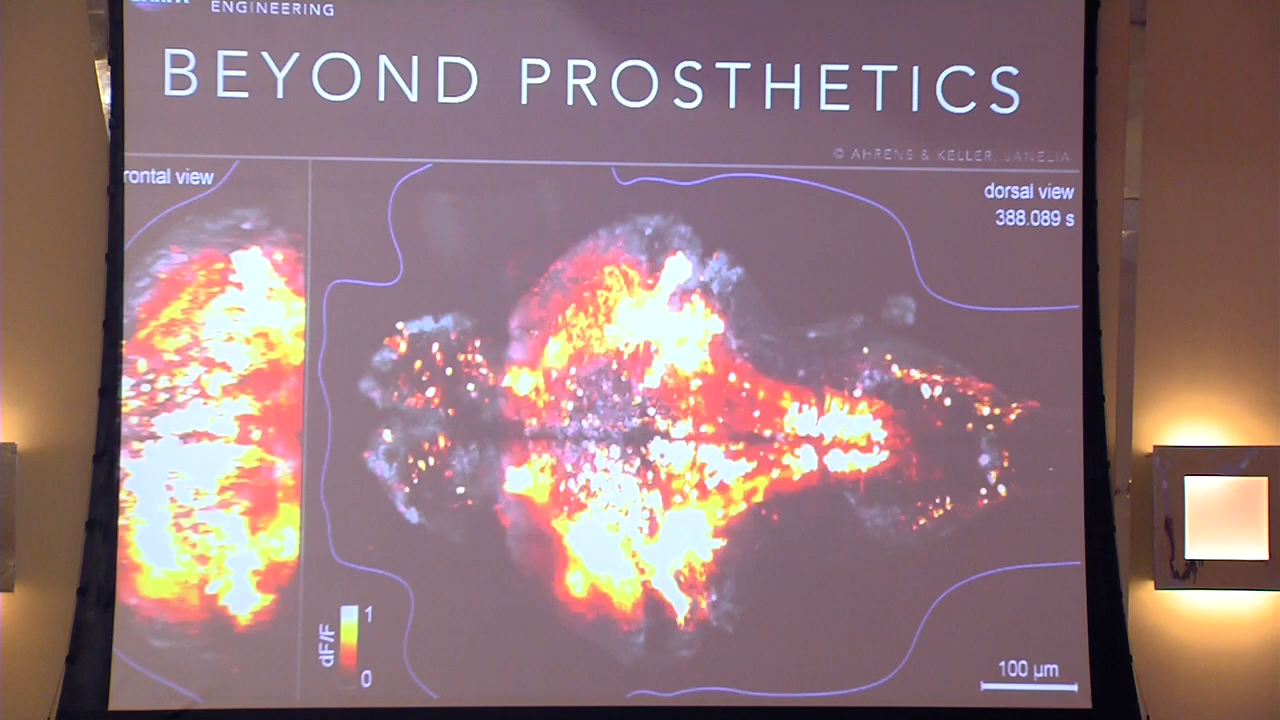 ENGINEERING
BEYOND PROSTHETICS
© AHRENS & KELLER, JANELIA
rontal view
dorsal view
388.089 s
dF/F
1
0
100 µm